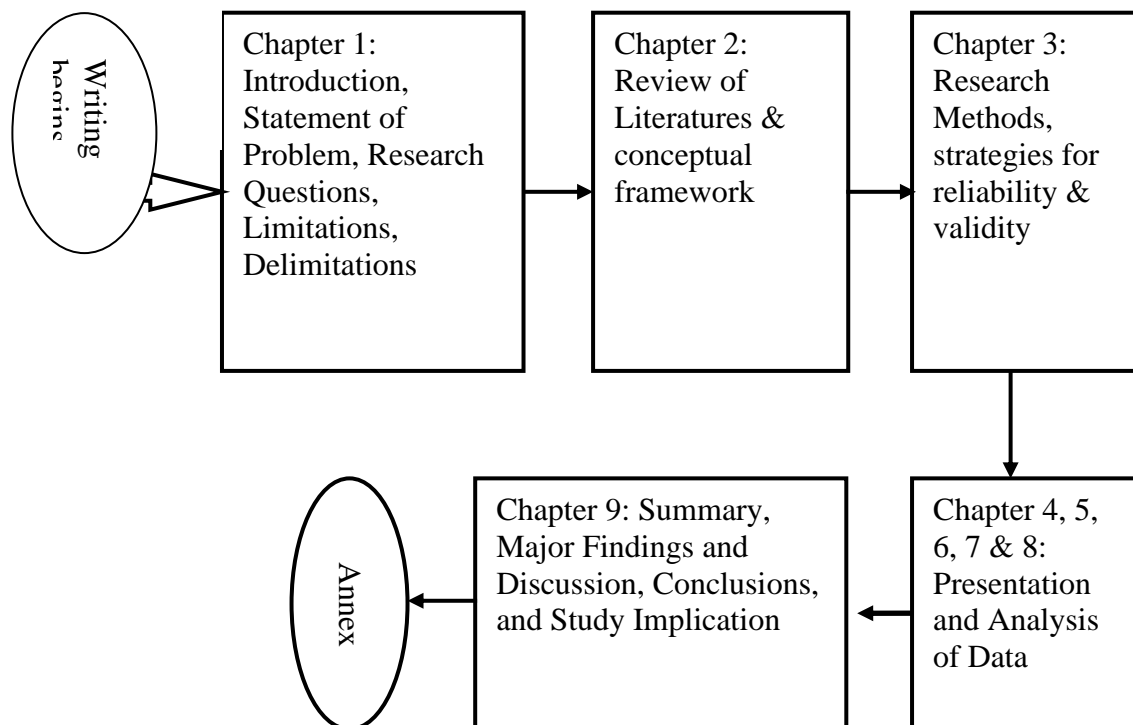 Writing
begins
Chapter 1:
Introduction,
Statement of
Problem, Research
Questions,
Limitations,
Delimitations
Chapter 2:
Review of
Literatures &
conceptual
framework
Chapter 3:
Research
Methods,
strategies for
reliability &
validity
Chapter 4, 5,
6, 7 & 8:
Presentation
and Analysis
of Data
Chapter 9: Summary,
Major Findings and
Discussion, Conclusions,
and Study Implication
Annex